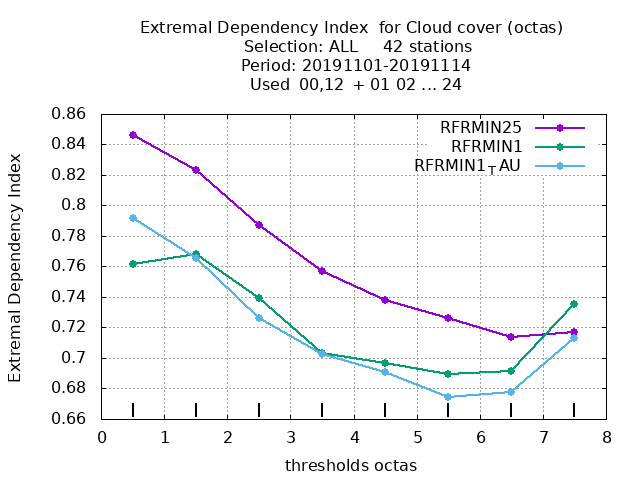 Extremal Dependency Index  for Cloud cover (octas)
Selection: ALL     42 stations
Period: 20191101-20191114
Used  00,12  + 01 02 ... 24
RFRMIN25
RFRMIN1
RFRMIN1TAU
0.86
0.84
0.82
0.8
0.78
0.76
0.74
0.72
0.7
0.68
0.66
Extremal Dependency Index
0 1 2 3 4 5 6 7 8
thresholds octas